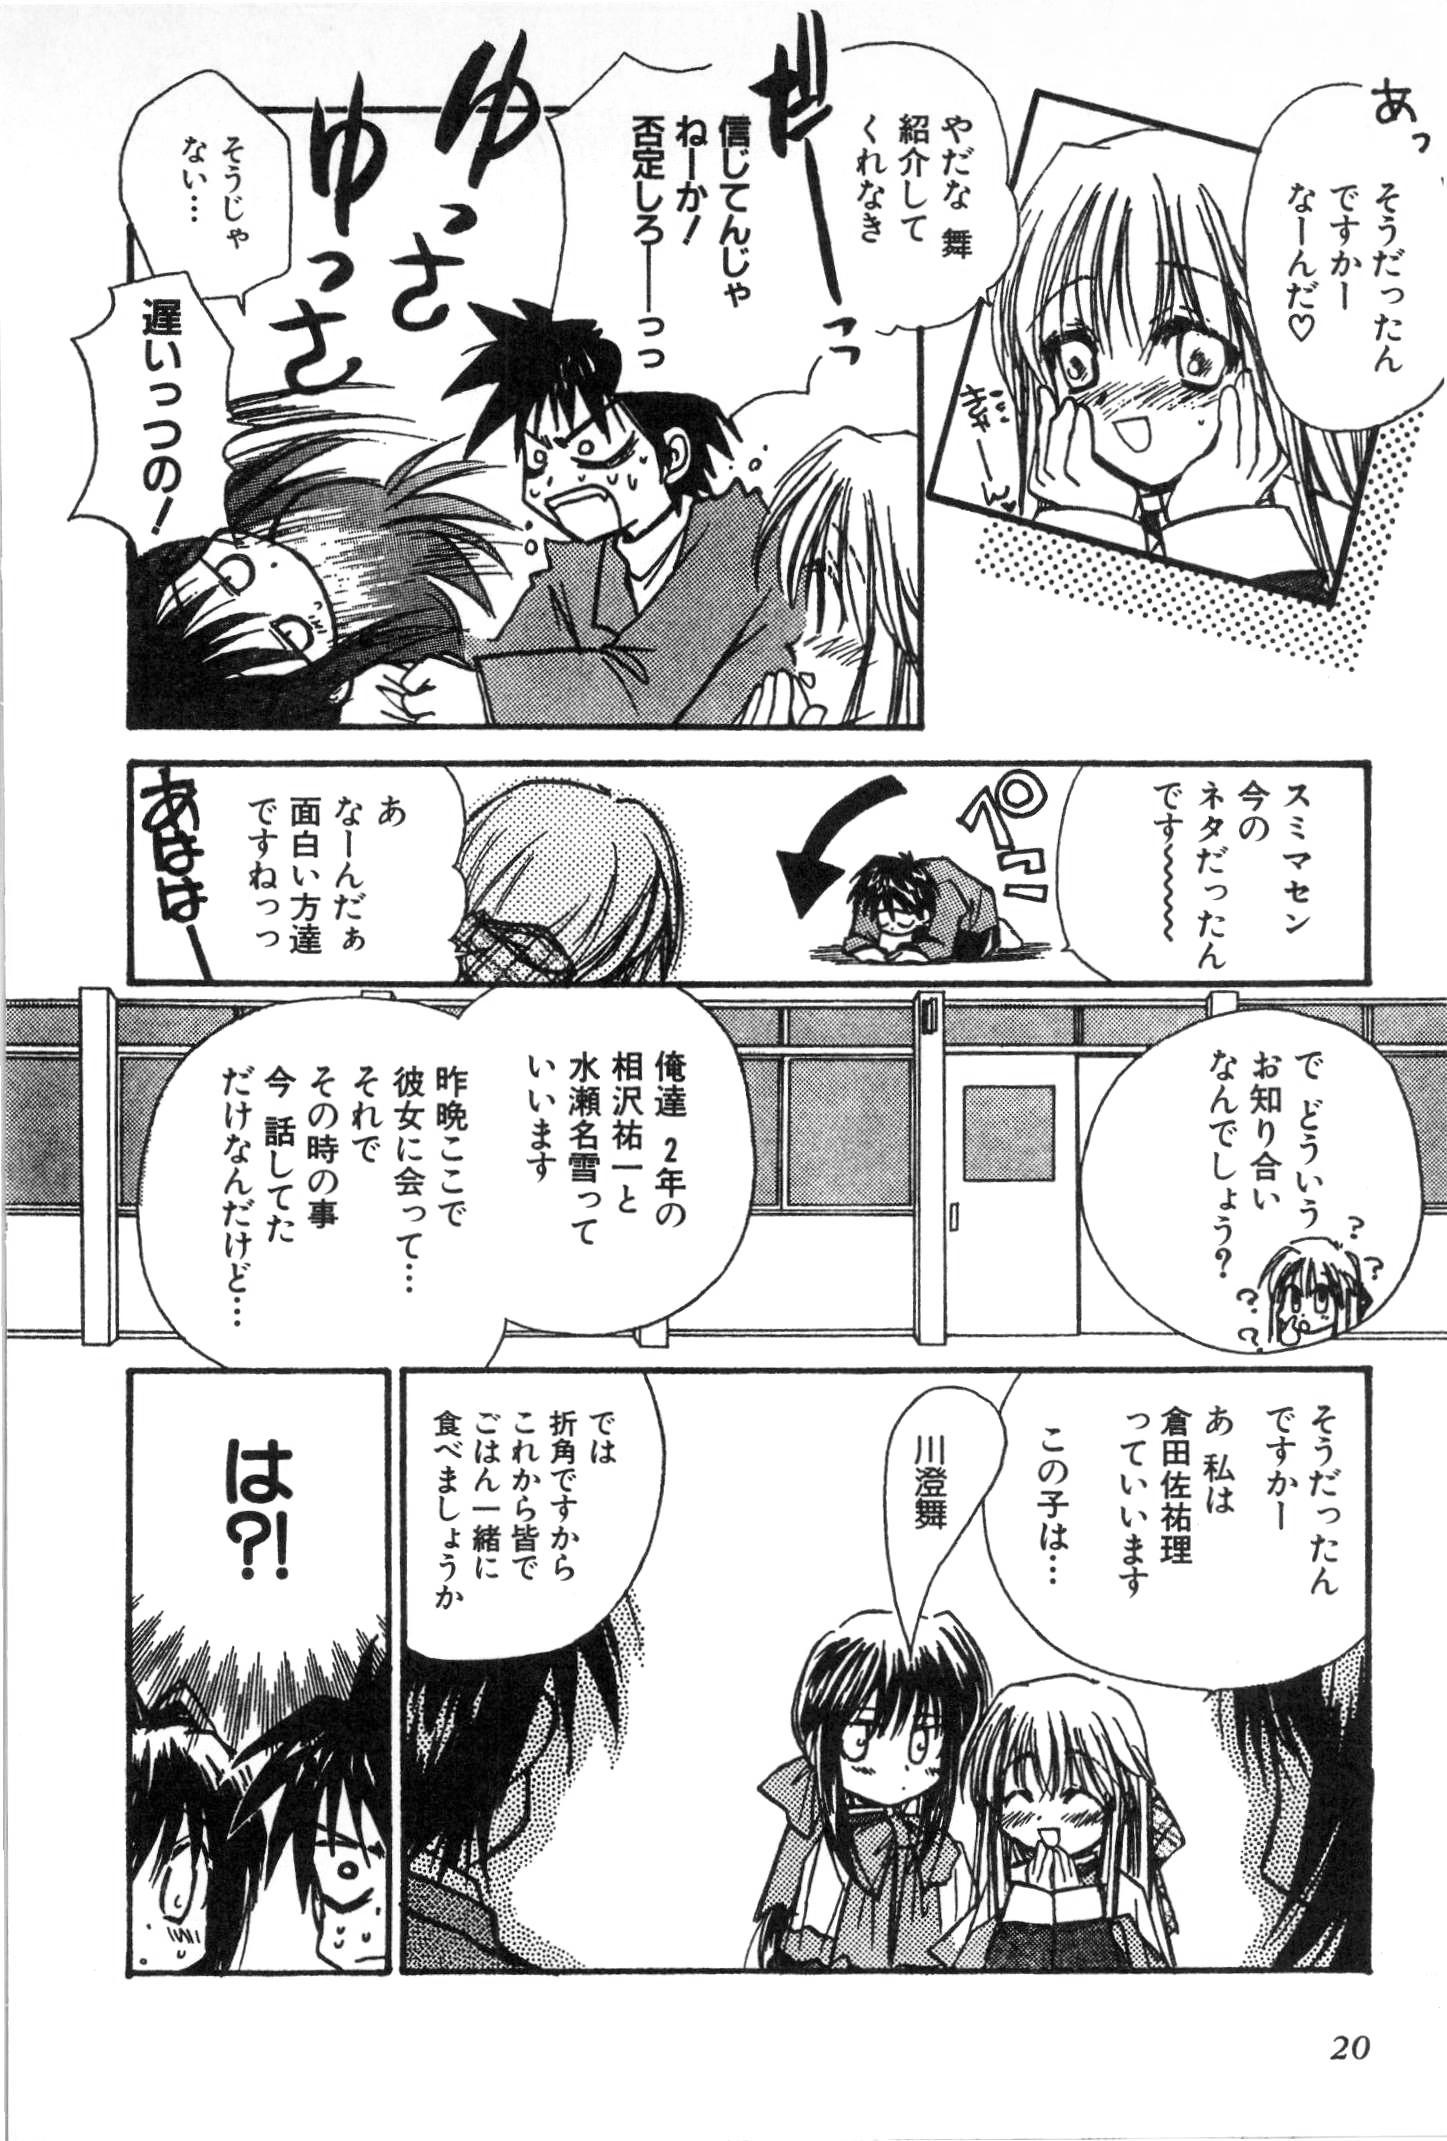 あっ
そうだったん
ですかー
なーんだ♡
きゃーん♡
やだな 舞
紹介して
くれなき
だーーっ
信じてんじゃ
ねーか!
否定しろ――っっ
ゆっさ
ゆっさ
そうじゃ
ない…
遅いっつの!
スミマセン
今の
ネタだったん
です〜〜〜〜
ペコ
あ
なーんだぁ
面白い方達
ですねっっ
あははー
で どういう
お知り合い
なんでしょう?
? ? ? ?
俺達 2年の
相沢祐一と
水瀬名雪って
いいます
昨晩ここで
彼女に会って…
それで
その時の事
今 話してた
だけなんだけど…
そうだったん
ですかー
あ 私は
倉田佐祐理
っていいます
この子は…
川澄舞
では
折角ですから
これから皆で
ごはん一緒に
食べましょうか
は?!
20